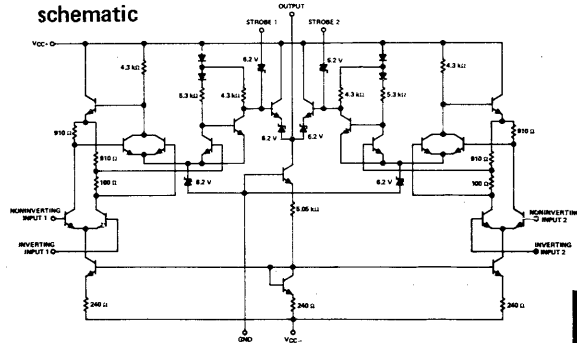 schematic
OUTPUT
STROBE 1 STROBE 2
VCC+
6.2 V 6.2 V
4.3 kΩ 4.3 kΩ
5.3 kΩ 4.3 kΩ 4.3 kΩ 5.3 kΩ
6.2 V 6.2 V
910 Ω 910 Ω
910 Ω 910 Ω
100 Ω 6.2 V 6.2 V 100 Ω
NONINVERTING
INPUT 1
NONINVERTING
INPUT 2
5.05 kΩ
INVERTING
INPUT 1
INVERTING
INPUT 2
240 Ω 240 Ω 240 Ω
GND VCC−